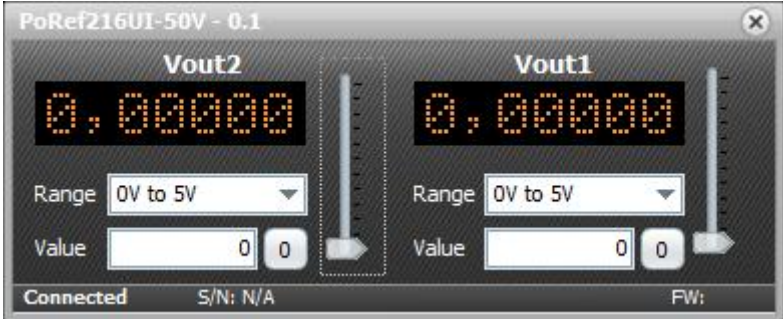 PoRef216UI-50V - 0.1
Vout2 Vout1
0,00000 0,00000
Range 0V to 5V Range 0V to 5V
Value 0 0 Value 0 0
Connected S/N: N/A FW: